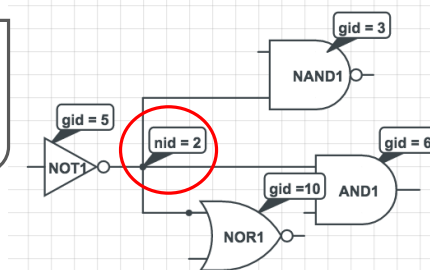 gid = 3
NAND1
gid = 5
nid = 2
gid = 6
NOT1
gid =10
AND1
NOR1